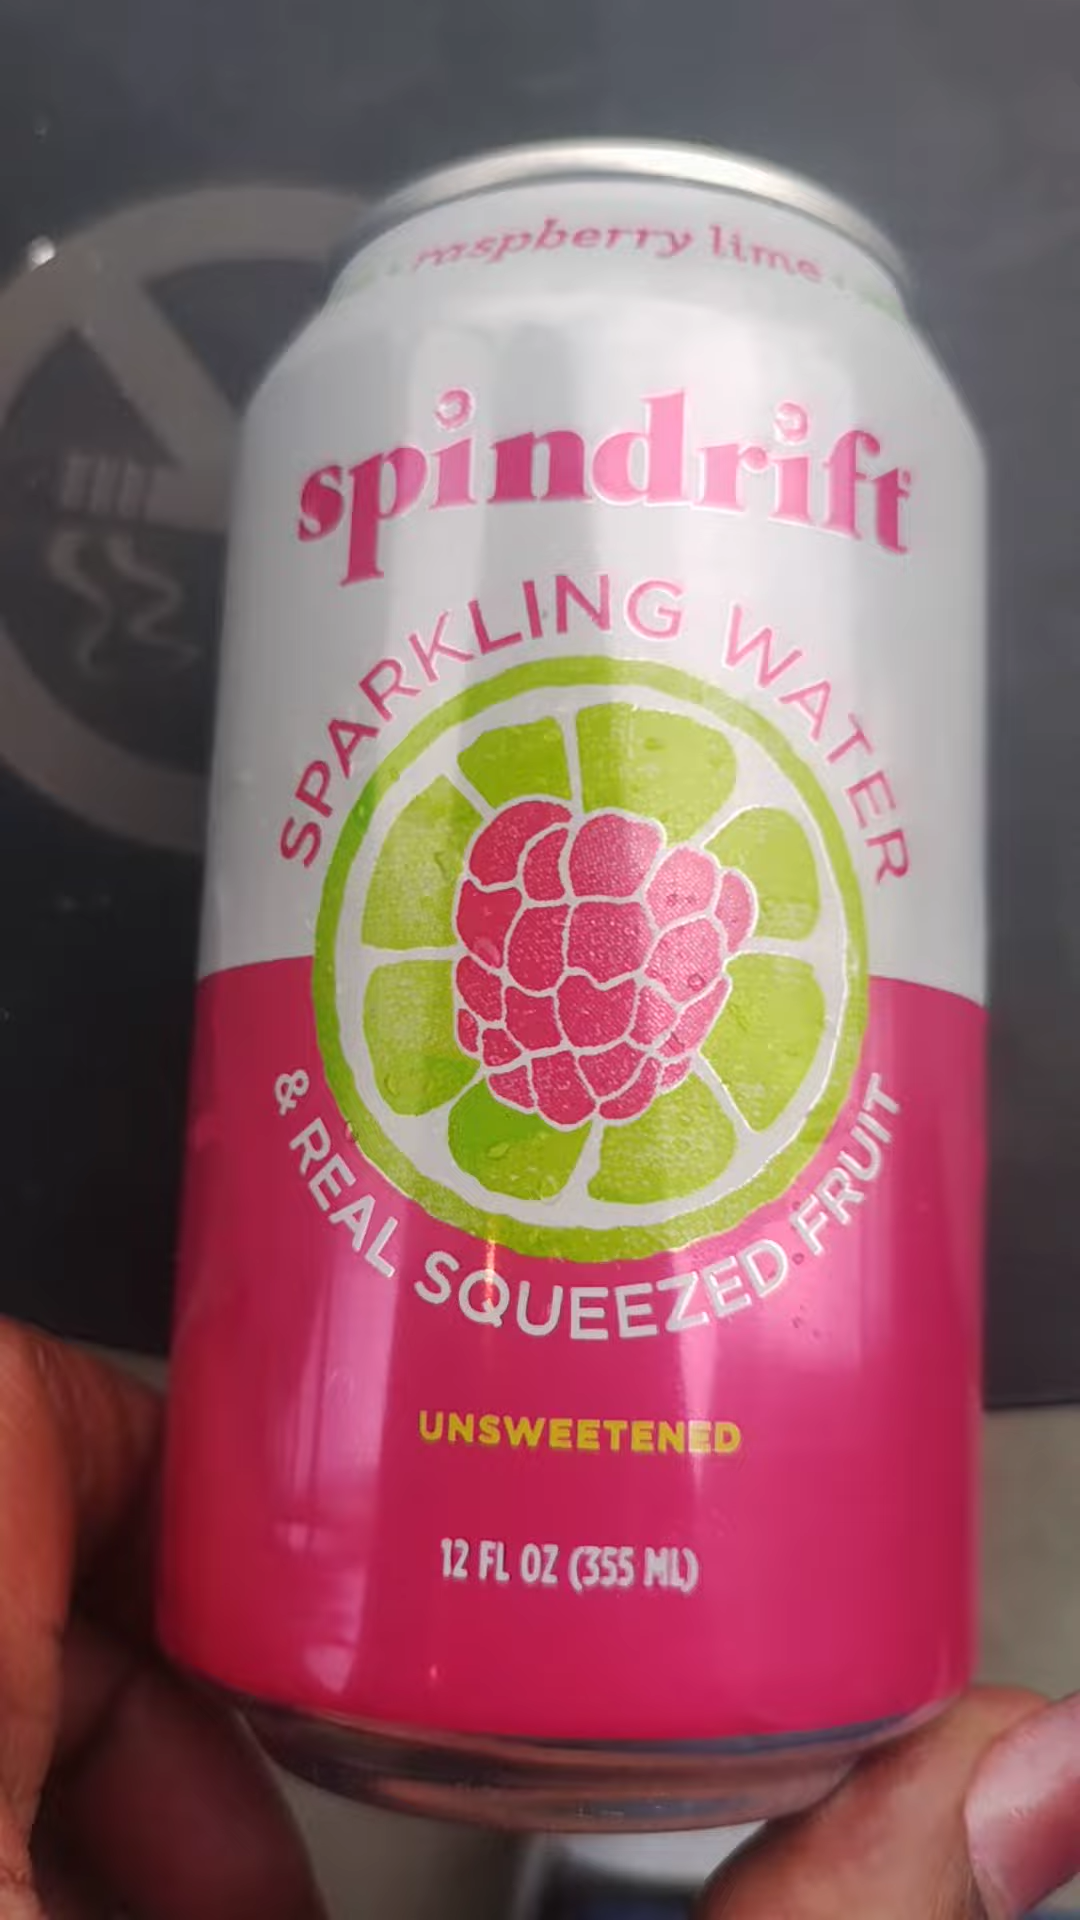 raspberry lime
spindrift
SPARKLING WATER
& REAL SQUEEZED FRUIT
UNSWEETENED
12 FL OZ (355 ML)